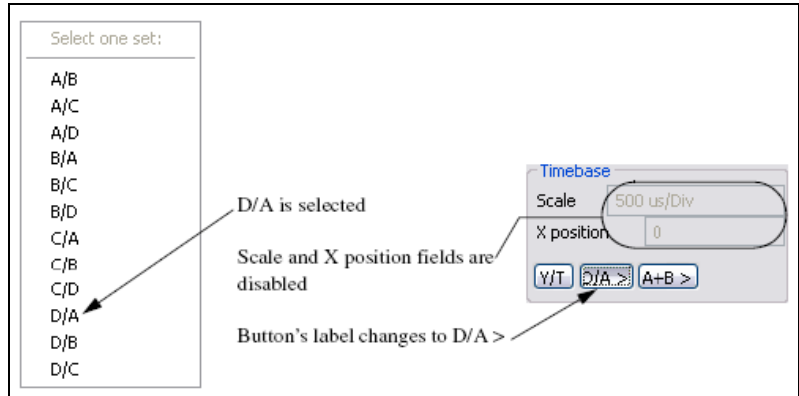 Select one set:
A/B
A/C
A/D
B/A
B/C
B/D
C/A
C/B
C/D
D/A
D/B
D/C
D/A is selected
Scale and X position fields are
disabled
Button's label changes to D/A >
Timebase
Scale 500 us/Div
X position 0
Y/T D/A > A+B >